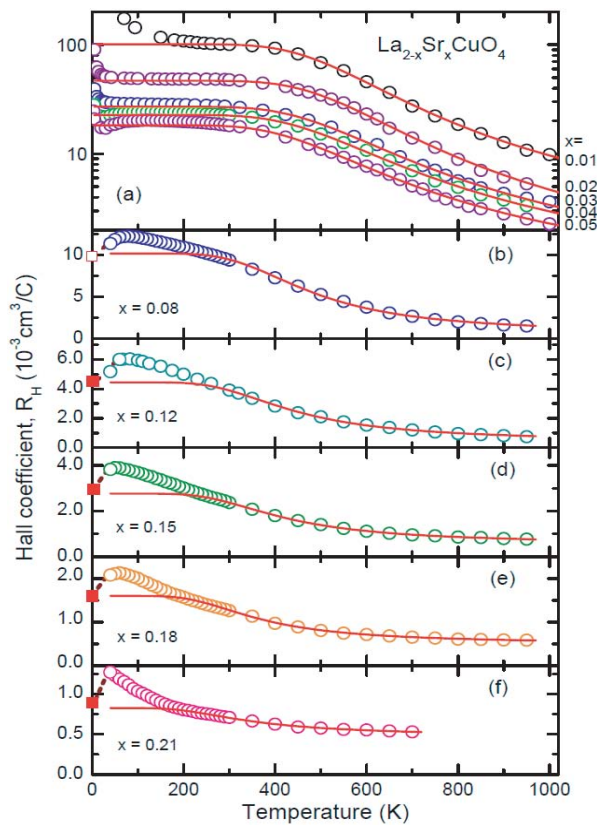 La2-xSrxCuO4
100
10
x=
0.01
0.02
0.03
0.04
0.05
(a)
10
5
0
x = 0.08
(b)
6.0
4.0
2.0
0.0
x = 0.12
(c)
4.0
2.0
0.0
x = 0.15
(d)
2.0
1.0
0.0
x = 0.18
(e)
1.0
0.5
0.0
x = 0.21
(f)
0 200 400 600 800 1000
Temperature (K)
Hall coefficient, RH (10-3 cm3/C)